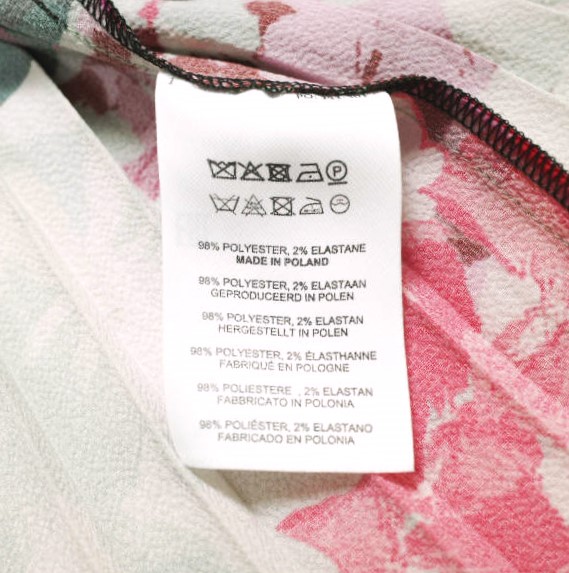 98% POLYESTER, 2% ELASTANE
MADE IN POLAND
98% POLYESTER, 2% ELASTAAN
GEPRODUCEERD IN POLEN
98% POLYESTER, 2% ELASTAN
HERGESTELLT IN POLEN
98% POLYESTER, 2% ÉLASTHANNE
FABRIQUÉ EN POLOGNE
98% POLIESTERE , 2% ELASTAN
FABBRICATO IN POLONIA
98% POLIÉSTER, 2% ELASTANO
FABRICADO EN POLONIA